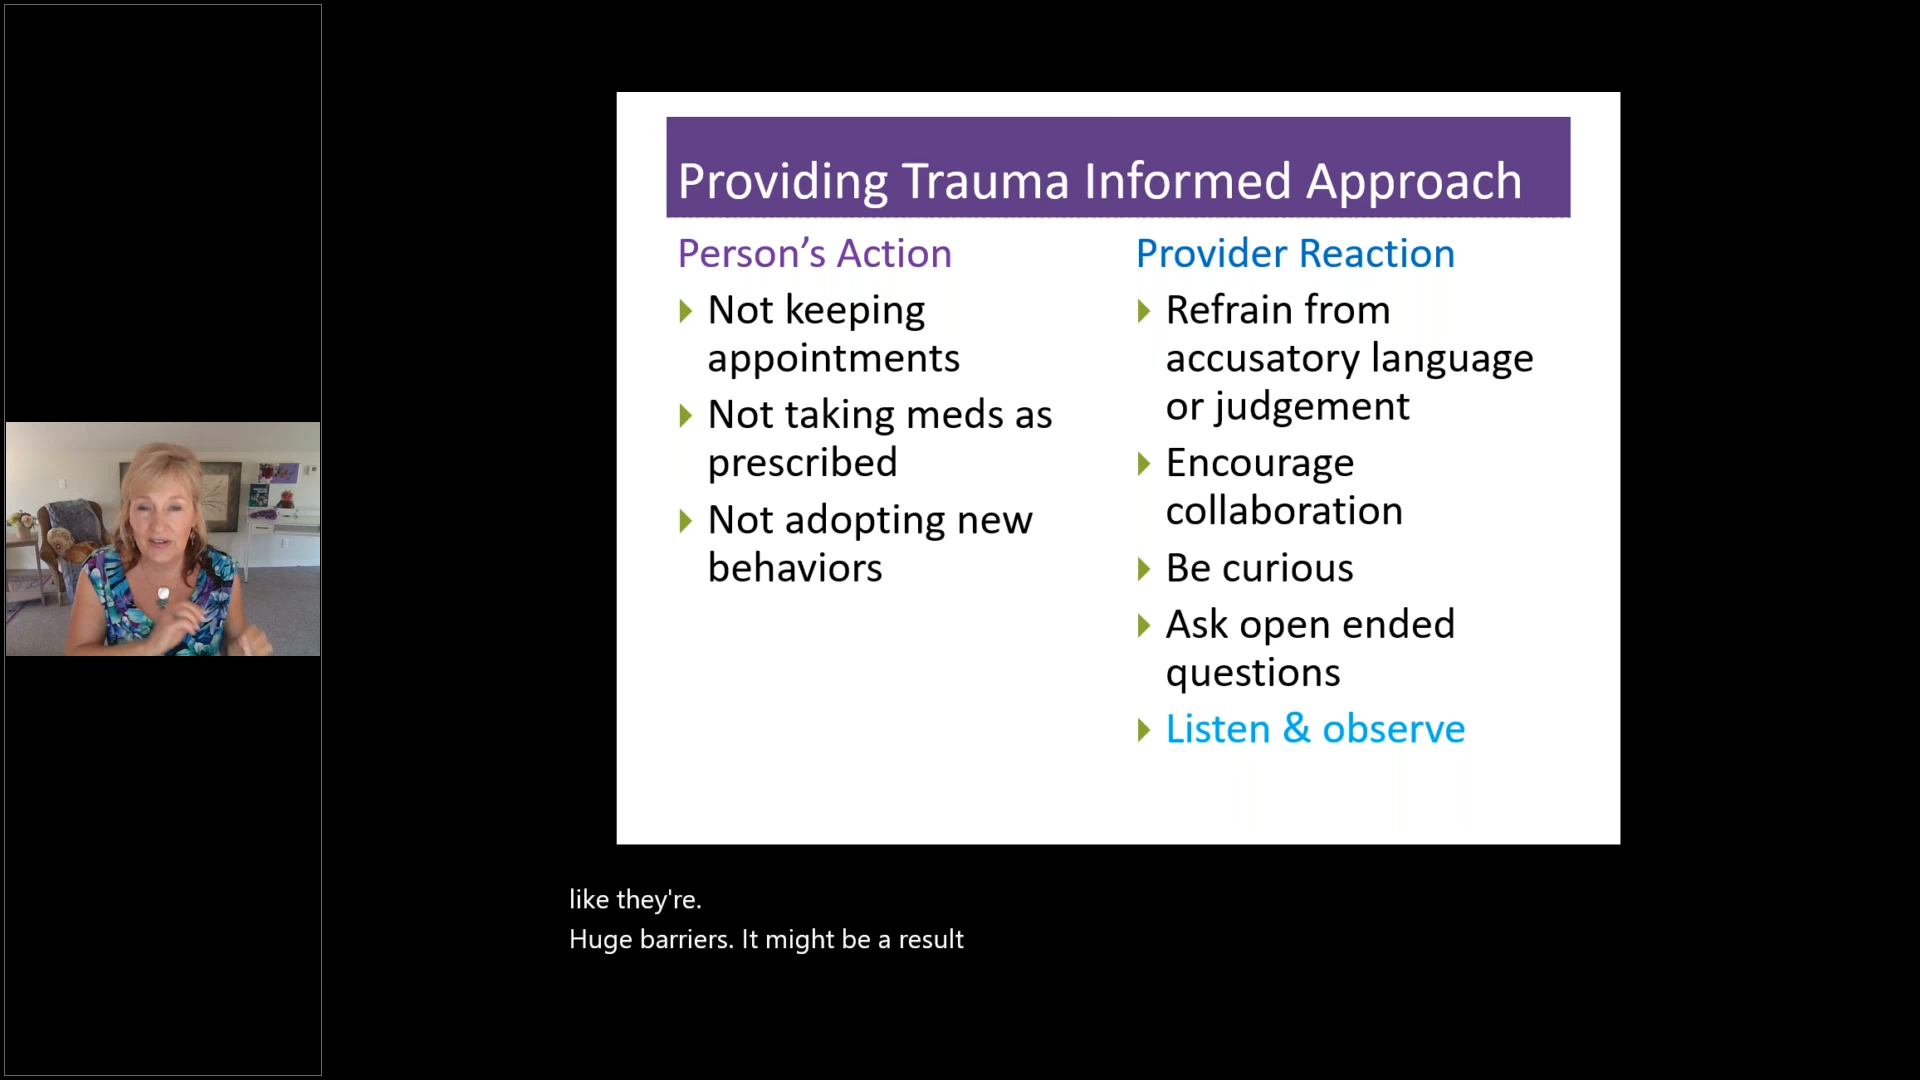 Providing Trauma Informed Approach
Person’s Action
Not keeping
appointments
Not taking meds as
prescribed
Not adopting new
behaviors
Provider Reaction
Refrain from
accusatory language
or judgement
Encourage
collaboration
Be curious
Ask open ended
questions
Listen & observe
like they're.
Huge barriers. It might be a result